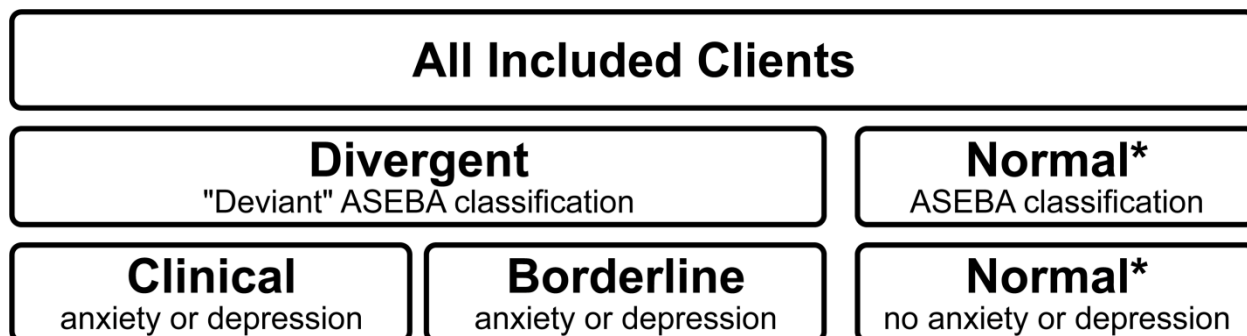 All Included Clients
Divergent
"Deviant" ASEBA classification
Normal*
ASEBA classification
Clinical
anxiety or depression
Borderline
anxiety or depression
Normal*
no anxiety or depression